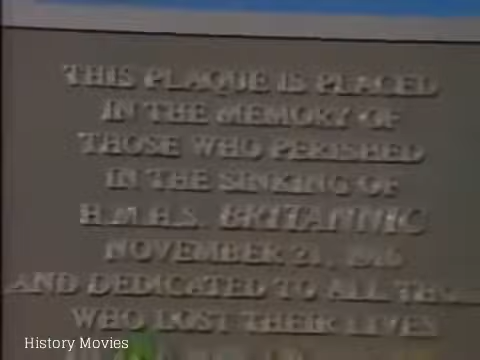 THIS PLAQUE IS PLACED
IN THE MEMORY OF
THOSE WHO PERISHED
IN THE SINKING OF
H.M.H.S. BRITANNIC
NOVEMBER 21, 1916
AND DEDICATED TO ALL
WHO LOST THEIR LIVES
History Movies